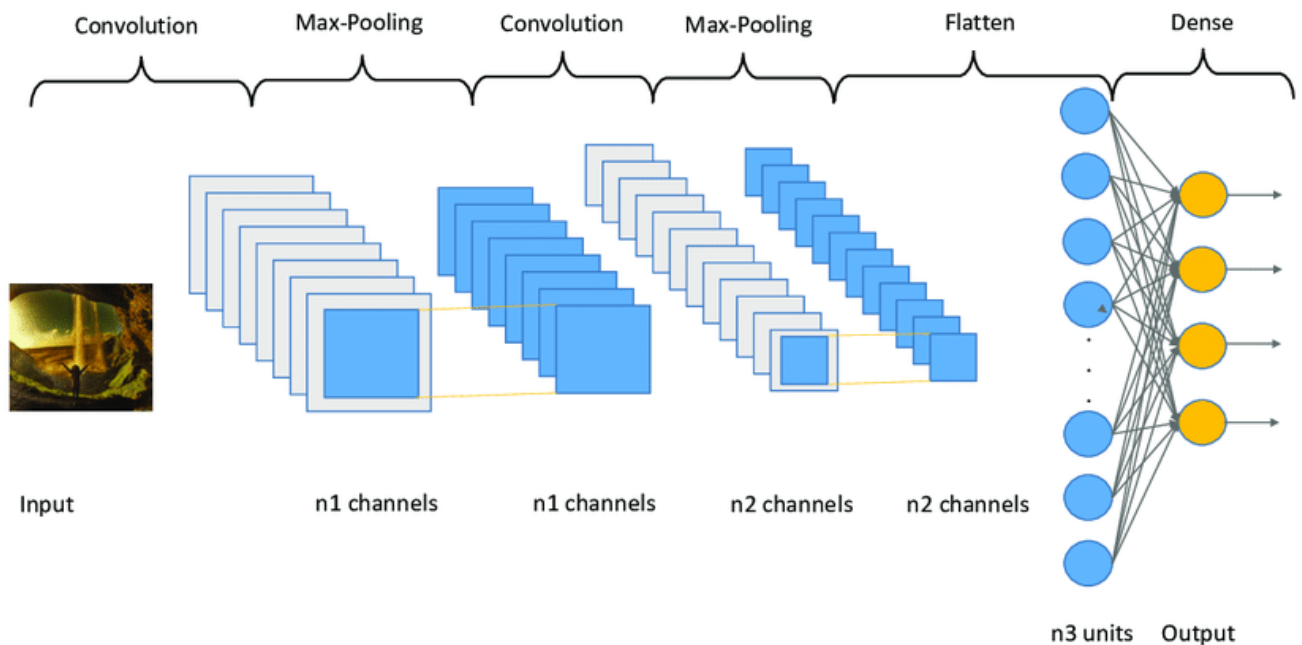 Convolution
Max-Pooling
Convolution
Max-Pooling
Flatten
Dense
Input
n1 channels
n1 channels
n2 channels
n2 channels
n3 units
Output